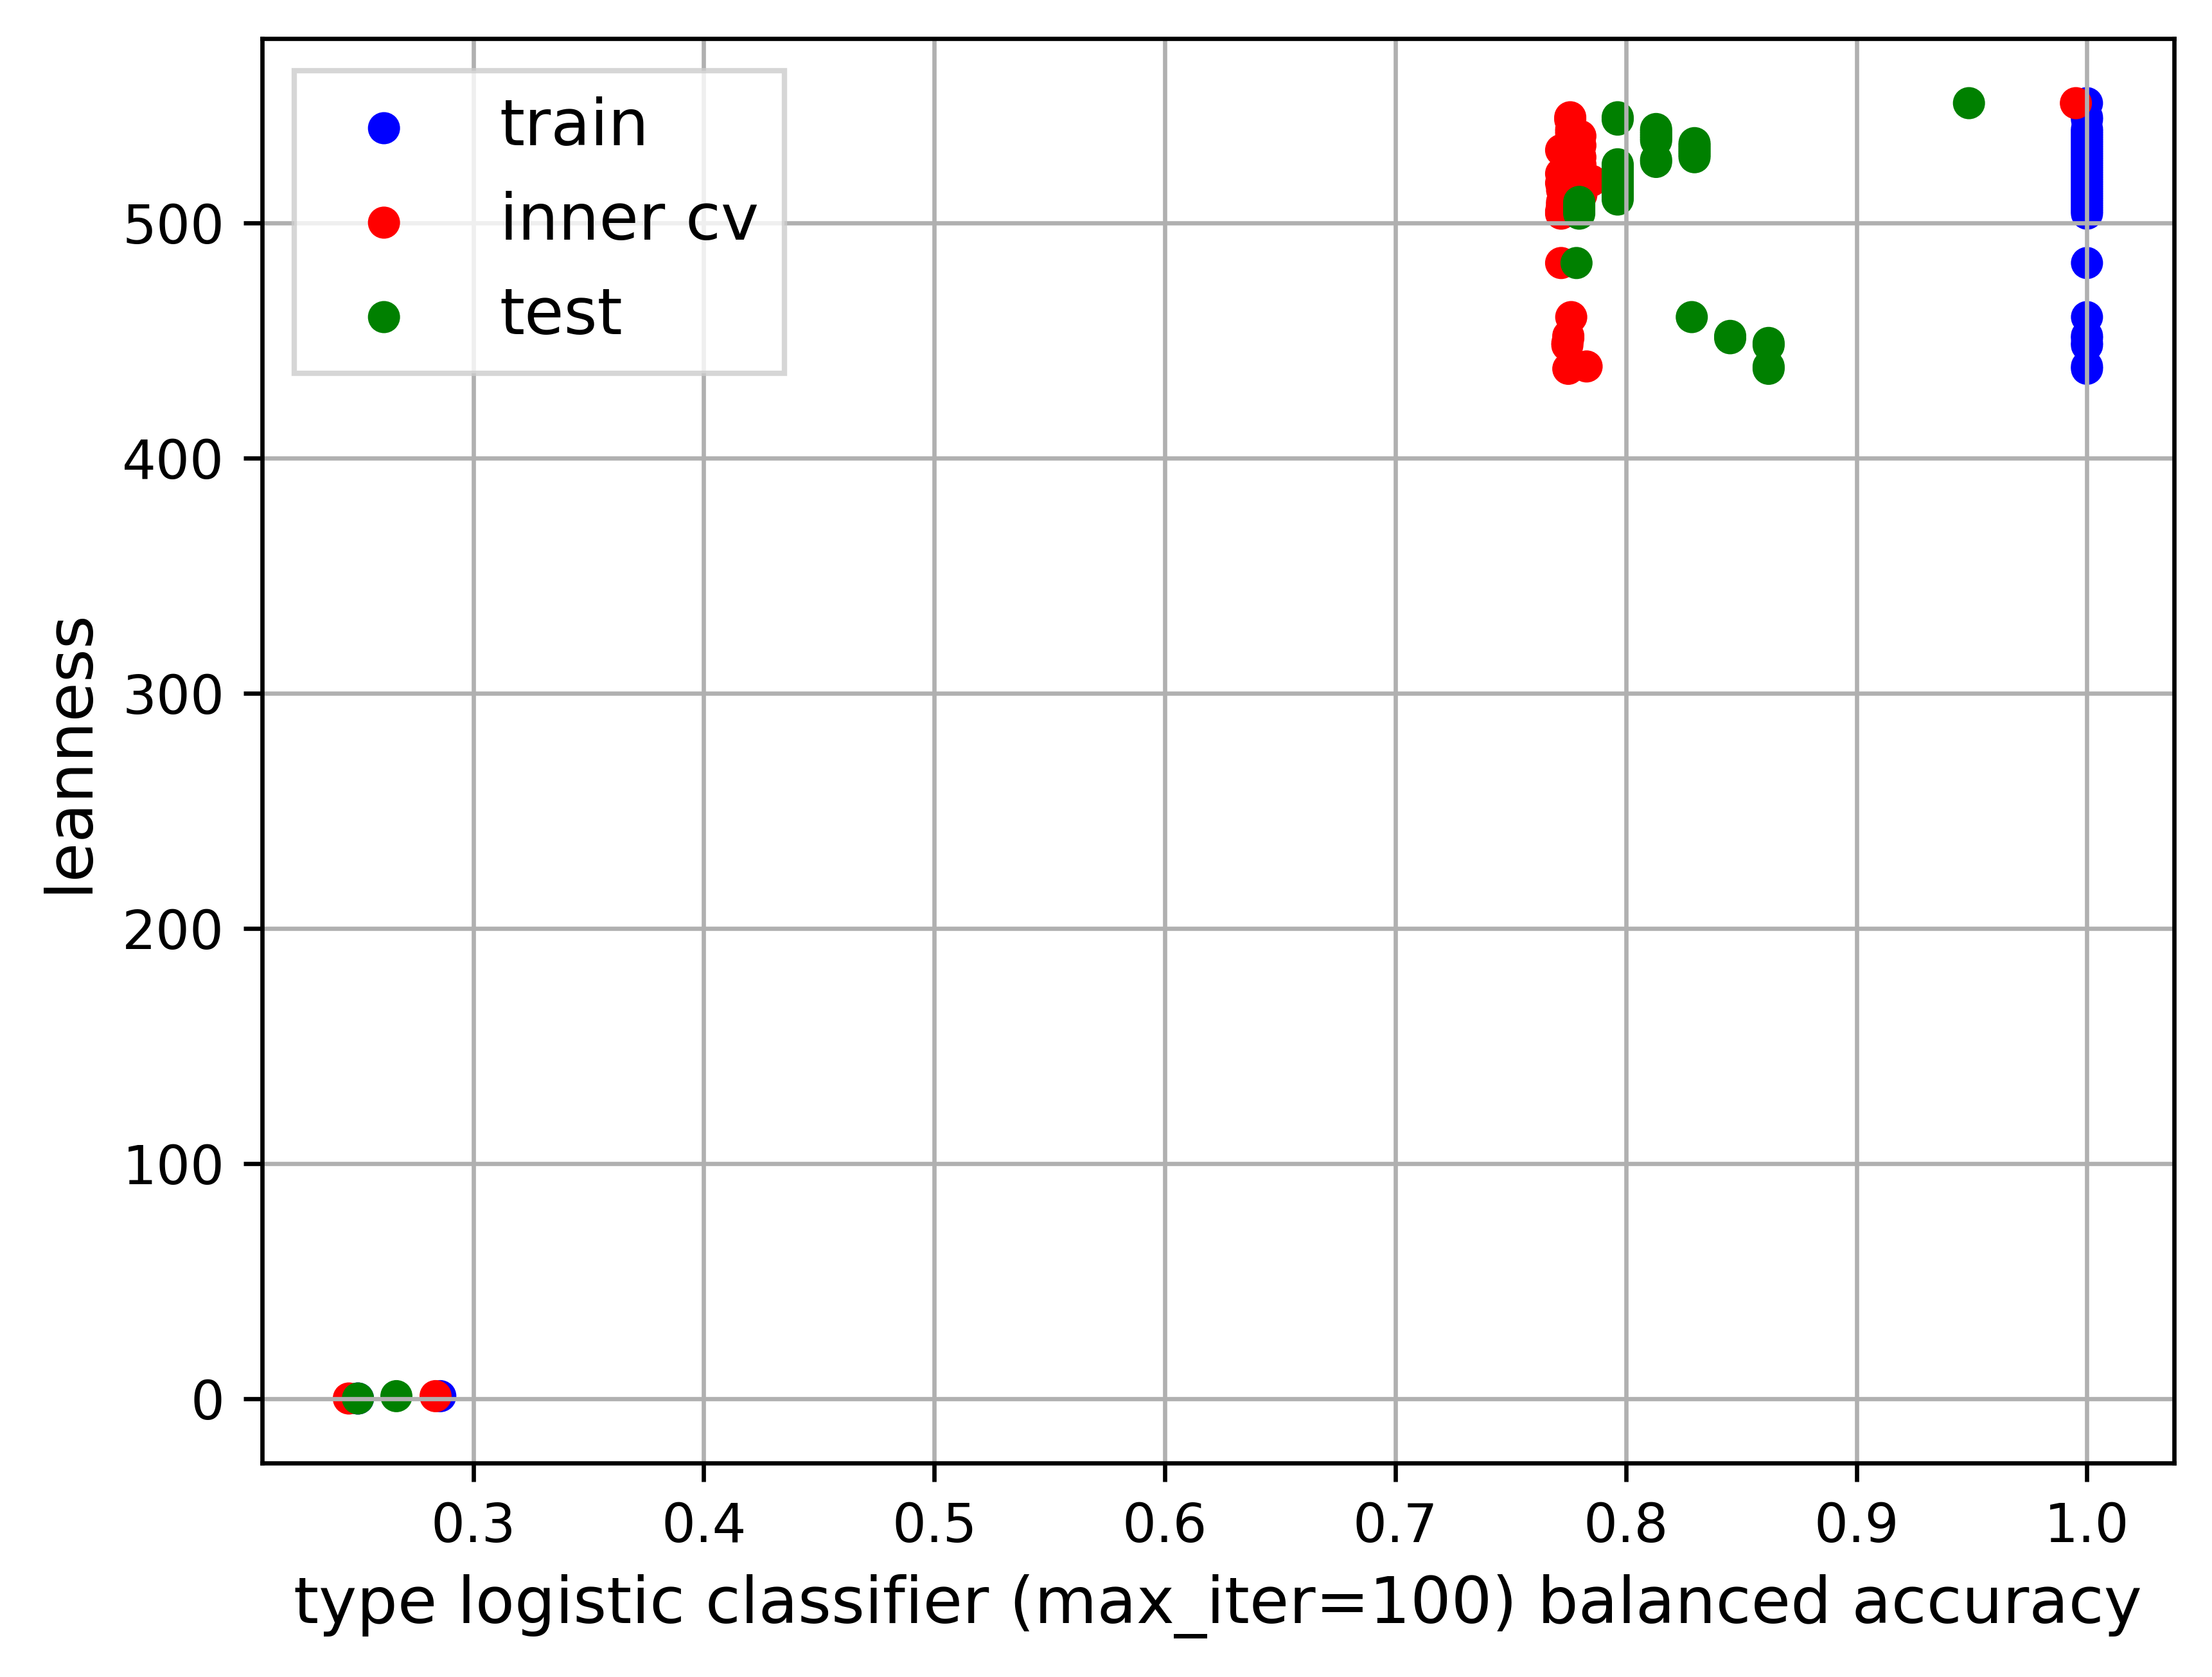 train
inner cv
test
leanness
500
400
300
200
100
0
0.3 0.4 0.5 0.6 0.7 0.8 0.9 1.0
type logistic classifier (max_iter=100) balanced accuracy